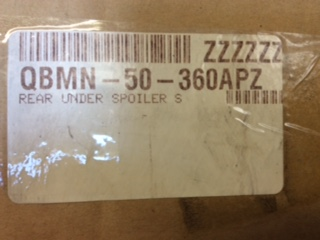 ZZZZZZ
QBMN-50-360APZ
REAR UNDER SPOILER S